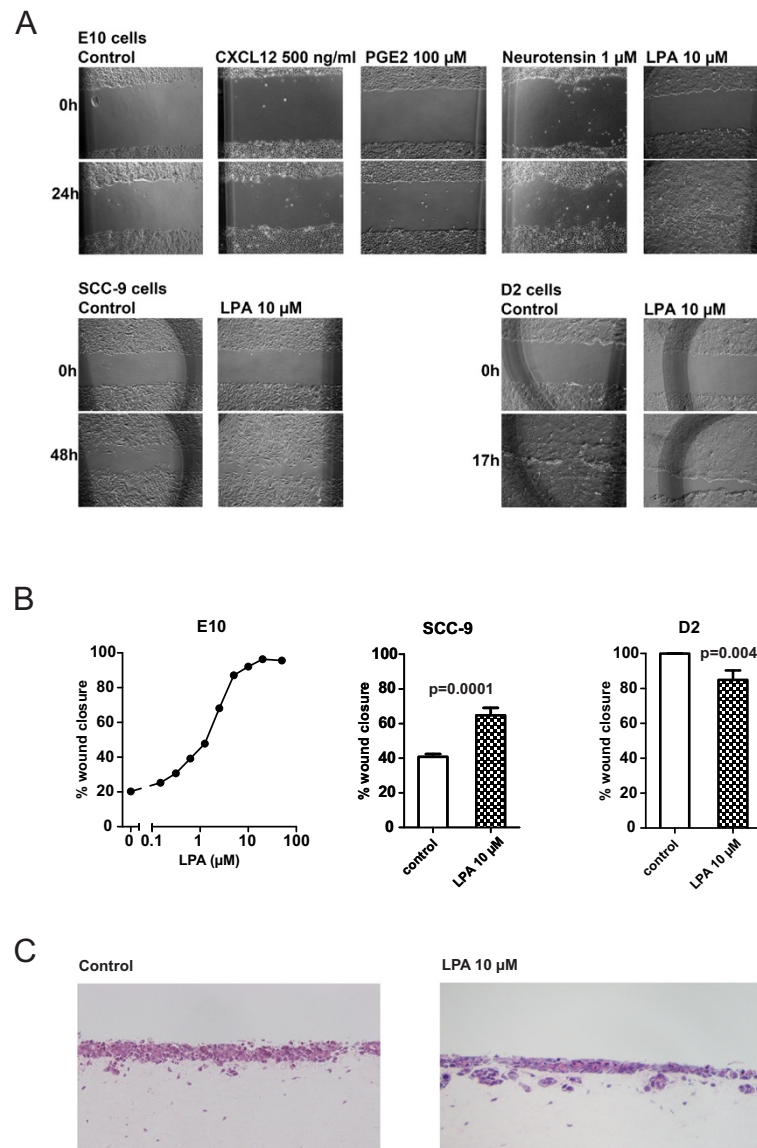 A
E10 cells
Control CXCL12 500 ng/ml PGE2 100 µM Neurotensin 1 µM LPA 10 µM
0h
24h
SCC-9 cells
Control LPA 10 µM
D2 cells
Control LPA 10 µM
0h
48h
0h
17h
B
E10
% wound closure
100
80
60
40
20
0
0 0.1 1 10 100
LPA (µM)
SCC-9
% wound closure
100
80
60
40
20
0
p=0.0001
control
LPA 10 µM
D2
% wound closure
100
80
60
40
20
0
p=0.004
control
LPA 10 µM
C
Control
LPA 10 µM